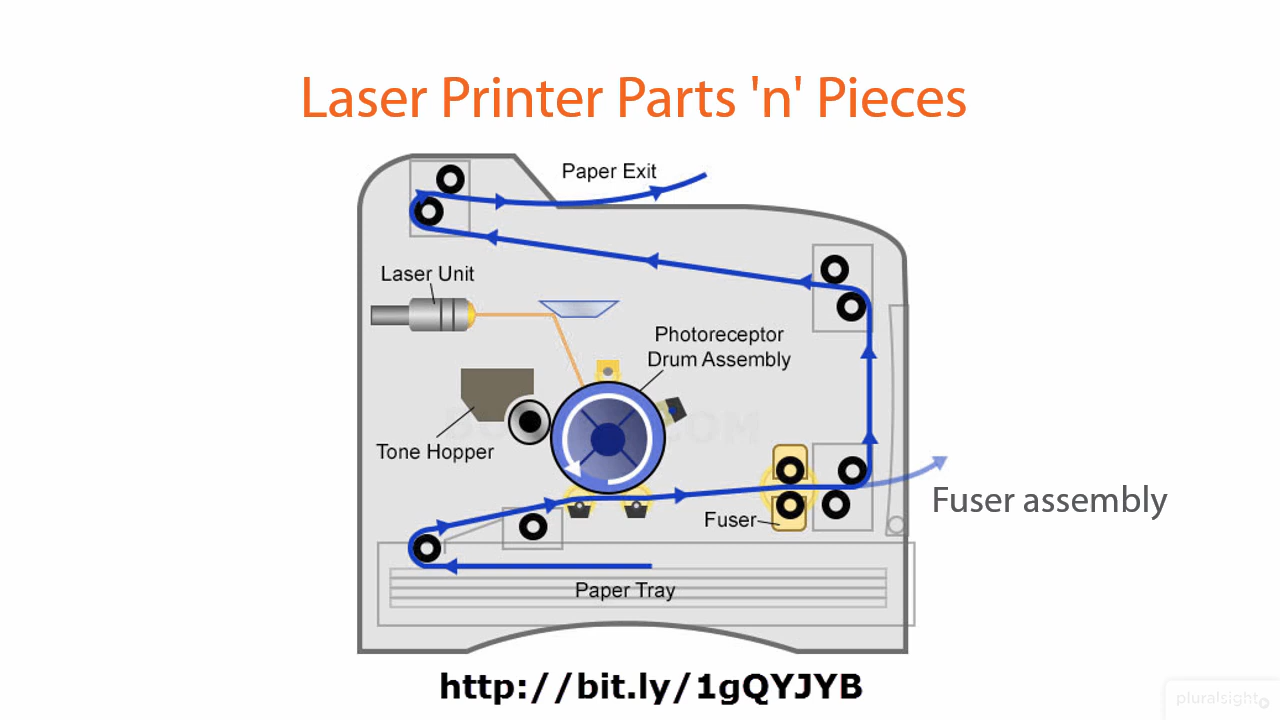 Laser Printer Parts 'n' Pieces
Paper Exit
Laser Unit
Photoreceptor
Drum Assembly
Tone Hopper
Fuser
Fuser assembly
Paper Tray
http://bit.ly/1gQYJYB
pluralsight